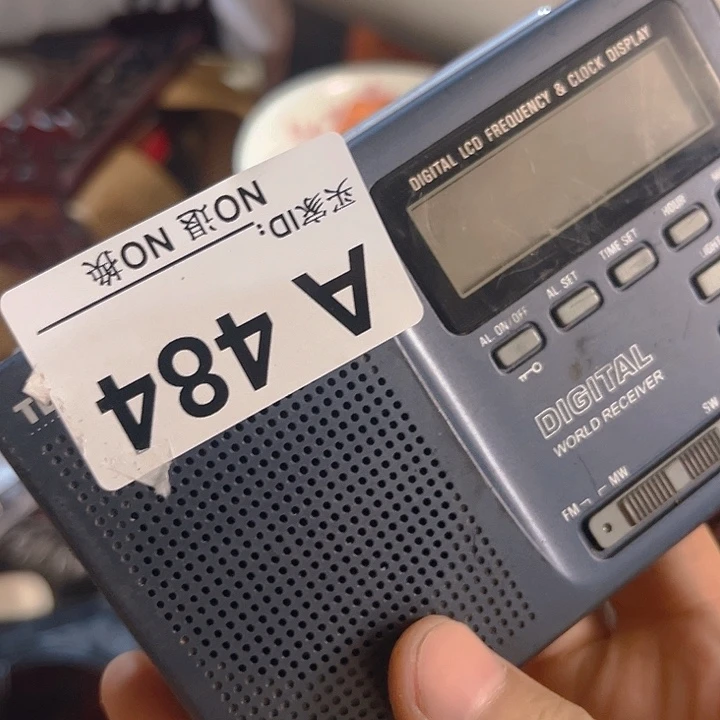 A 484
买家ID:
NO退 NO换
DIGITAL LCD FREQUENCY & CLOCK DISPLAY
AL ON/OFF AL SET TIME SET HOUR
LIGHT
DIGITAL
WORLD RECEIVER
FM MW SW